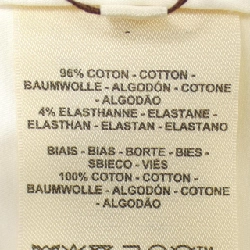 96% COTON - COTTON -
BAUMWOLLE - ALGODÓN - COTONE
- ALGODÃO
4% ELASTHANNE - ELASTANE -
ELASTHAN - ELASTAN - ELASTANO
BIAIS - BIAS - BORTE - BIES -
SBIECO - VIÉS
100% COTON - COTTON -
BAUMWOLLE - ALGODÓN - COTONE
- ALGODÃO